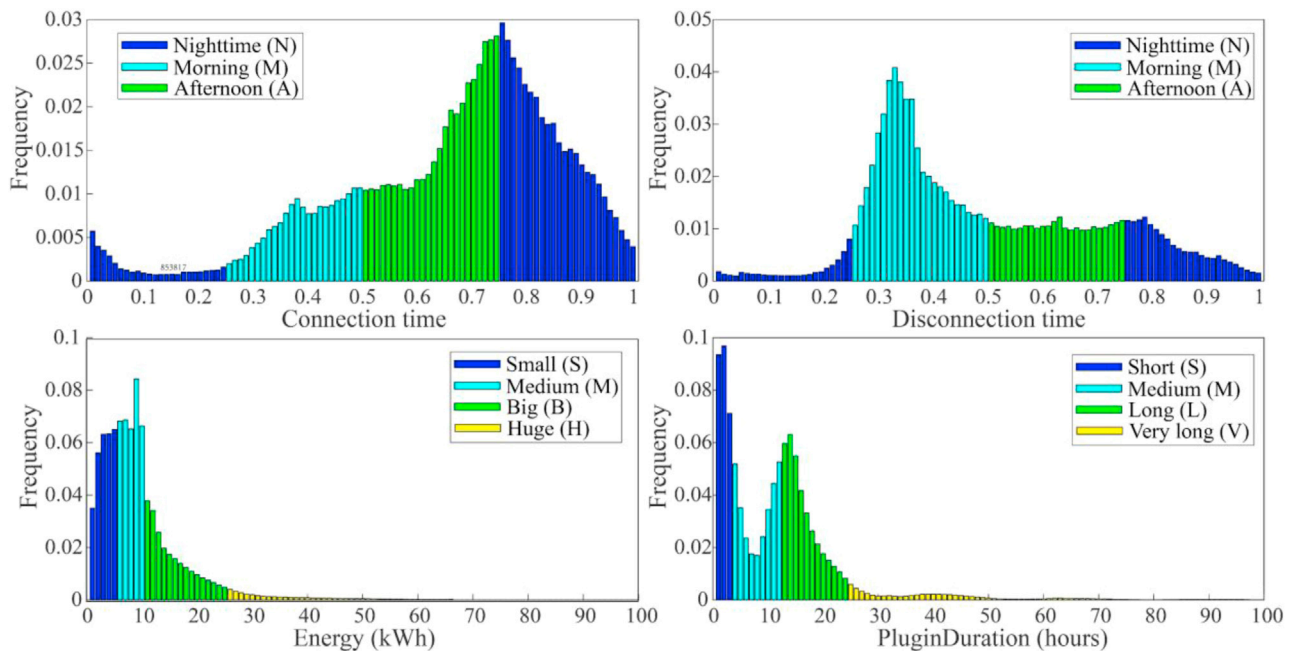 0.03
0.025
0.02
0.015
0.01
0.005
0
Frequency
Nighttime (N)
Morning (M)
Afternoon (A)
853817
0 0.1 0.2 0.3 0.4 0.5 0.6 0.7 0.8 0.9 1
Connection time
0.05
0.04
0.03
0.02
0.01
0
Frequency
Nighttime (N)
Morning (M)
Afternoon (A)
0 0.1 0.2 0.3 0.4 0.5 0.6 0.7 0.8 0.9 1
Disconnection time
0.1
0.08
0.06
0.04
0.02
0
Frequency
Small (S)
Medium (M)
Big (B)
Huge (H)
0 10 20 30 40 50 60 70 80 90 100
Energy (kWh)
0.1
0.08
0.06
0.04
0.02
0
Frequency
Short (S)
Medium (M)
Long (L)
Very long (V)
0 10 20 30 40 50 60 70 80 90 100
PluginDuration (hours)